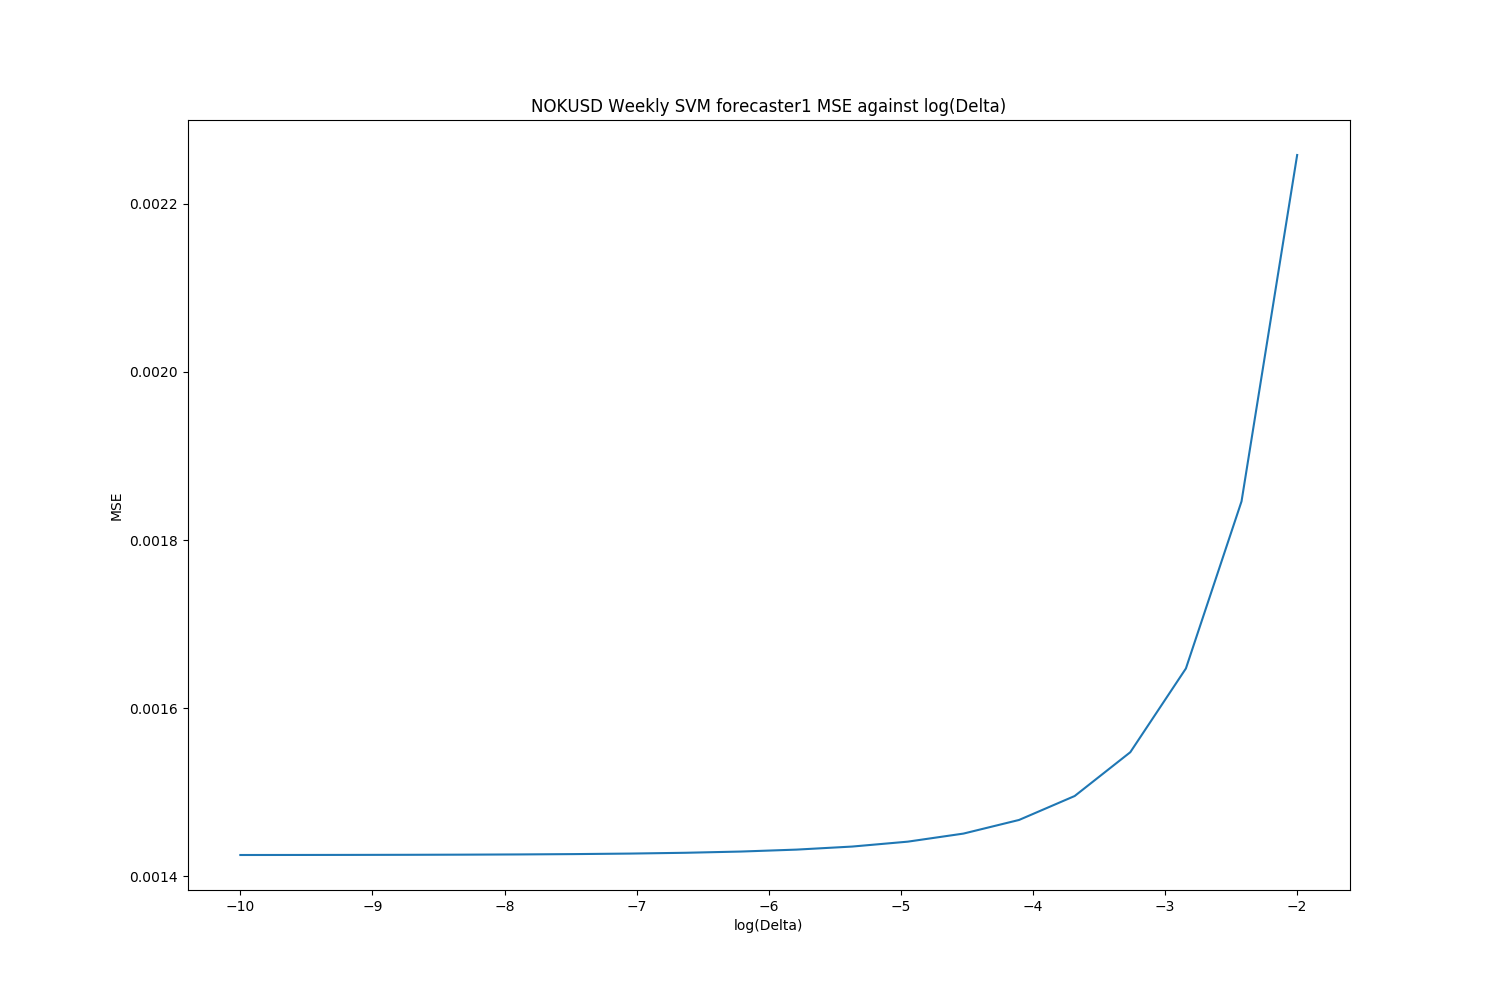 NOKUSD Weekly SVM forecaster1 MSE against log(Delta)
0.0022
0.0020
0.0018
0.0016
0.0014
MSE
−10 −9 −8 −7 −6 −5 −4 −3 −2
log(Delta)